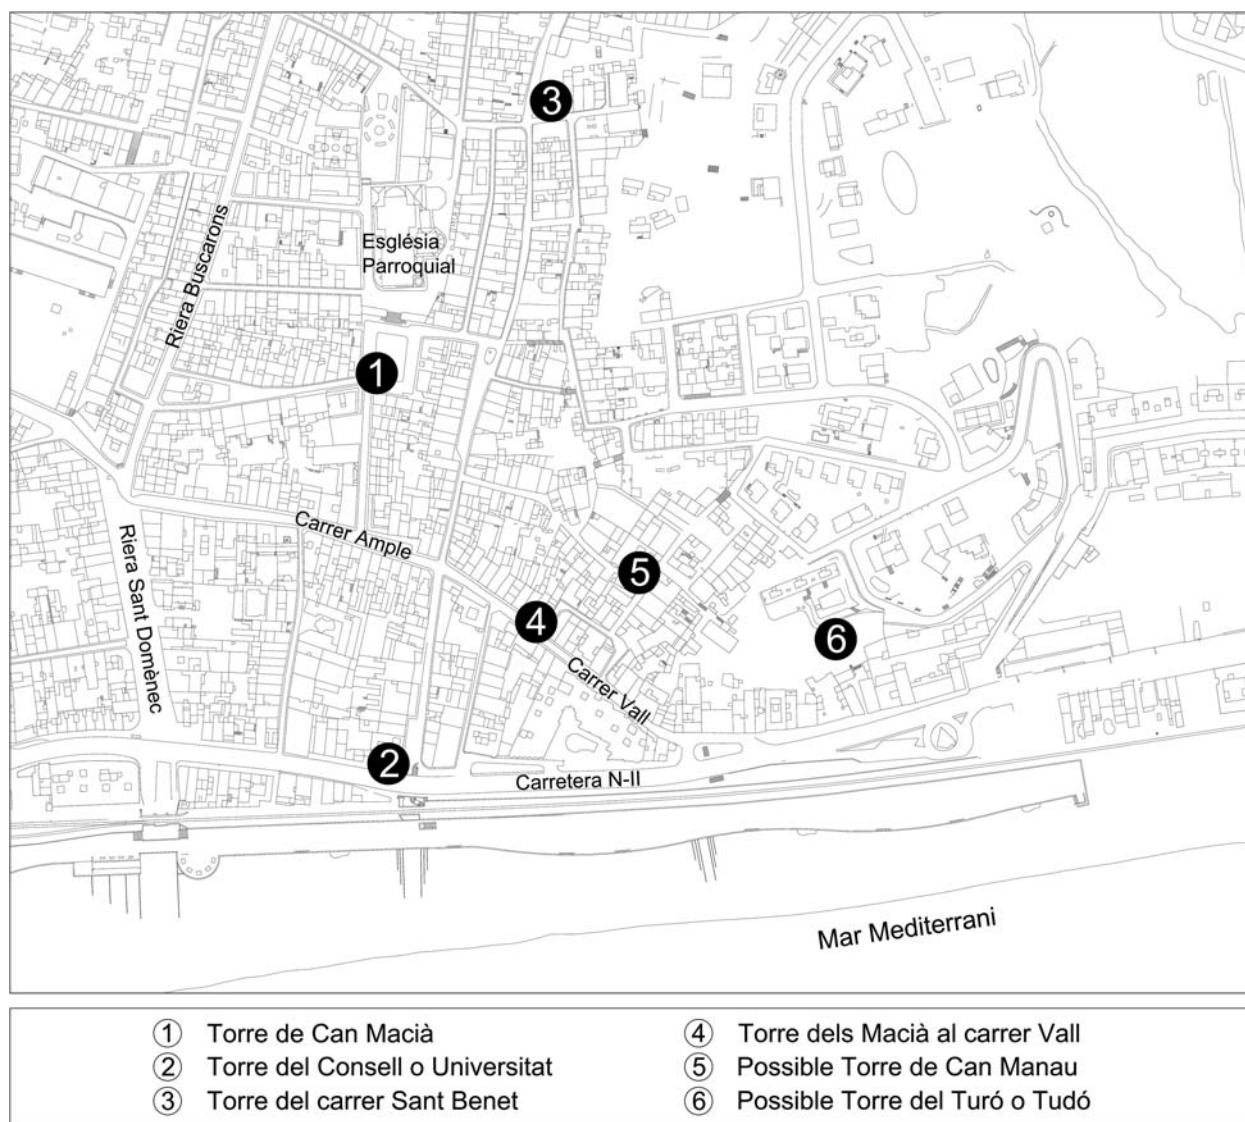 3
Església
Parroquial
Riera Buscarons
1
Carrer Ample
Riera Sant Domènec
5
4
6
Carrer Vall
2
Carretera N-II
Mar Mediterrani
1 Torre de Can Macià
2 Torre del Consell o Universitat
3 Torre del carrer Sant Benet
4 Torre dels Macià al carrer Vall
5 Possible Torre de Can Manau
6 Possible Torre del Turó o Tudó